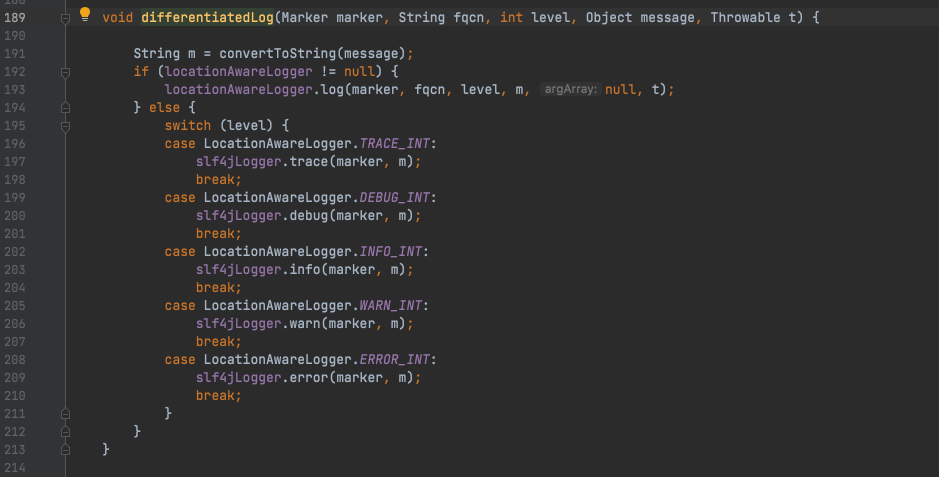 189 void differentiatedLog(Marker marker, String fqcn, int level, Object message, Throwable t) {
190
191 String m = convertToString(message);
192 if (locationAwareLogger != null) {
193 locationAwareLogger.log(marker, fqcn, level, m, argArray: null, t);
194 } else {
195 switch (level) {
196 case LocationAwareLogger.TRACE_INT:
197 slf4jLogger.trace(marker, m);
198 break;
199 case LocationAwareLogger.DEBUG_INT:
200 slf4jLogger.debug(marker, m);
201 break;
202 case LocationAwareLogger.INFO_INT:
203 slf4jLogger.info(marker, m);
204 break;
205 case LocationAwareLogger.WARN_INT:
206 slf4jLogger.warn(marker, m);
207 break;
208 case LocationAwareLogger.ERROR_INT:
209 slf4jLogger.error(marker, m);
210 break;
211 }
212 }
213 }
214